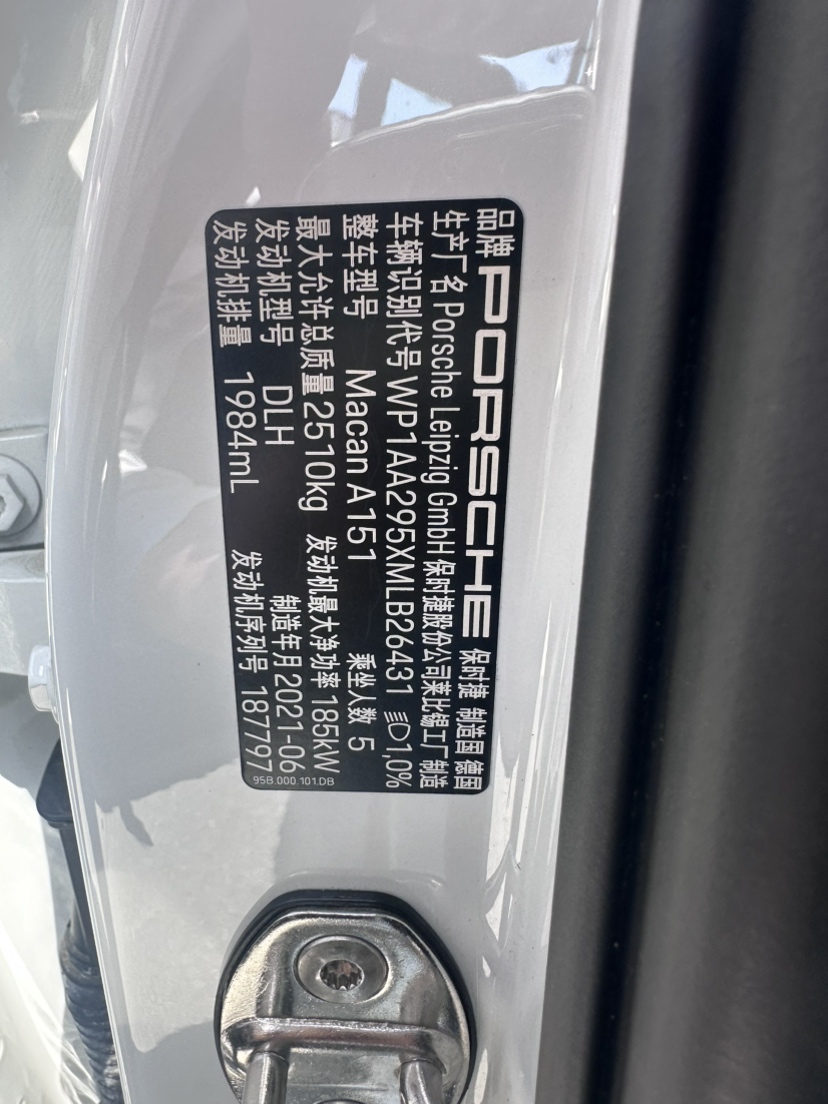 品牌 PORSCHE 保时捷 制造国 德国
生产厂名 Porsche Leipzig GmbH 保时捷股份公司莱比锡工厂制造
车辆识别代号 WP1AA295XMLB26431 1,0%
整车型号 Macan A151 乘坐人数 5
最大允许总质量 2510kg 发动机最大净功率 185kW
发动机型号 DLH 制造年月 2021-06
发动机排量 1984mL 发动机序列号 187797
95B.000.101.DB